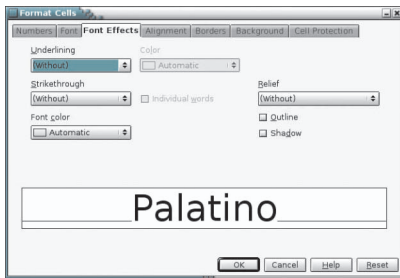 Format Cells
Numbers Font Font Effects Alignment Borders Background Cell Protection
Underlining Color
(Without) Automatic
Strikethrough Relief
(Without) Individual words (Without)
Font color Outline
Automatic Shadow
Palatino
OK Cancel Help Reset